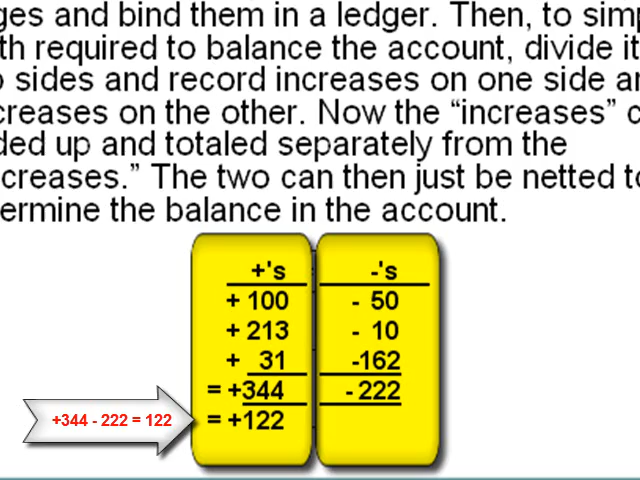 ges and bind them in a ledger. Then, to simp
th required to balance the account, divide it
o sides and record increases on one side an
creases on the other. Now the “increases” c
ded up and totaled separately from the
creases.” The two can then just be netted to
ermine the balance in the account.
+'s -'s
+ 100 - 50
+ 213 - 10
+ 31 -162
= +344 - 222
+344 - 222 = 122 = +122